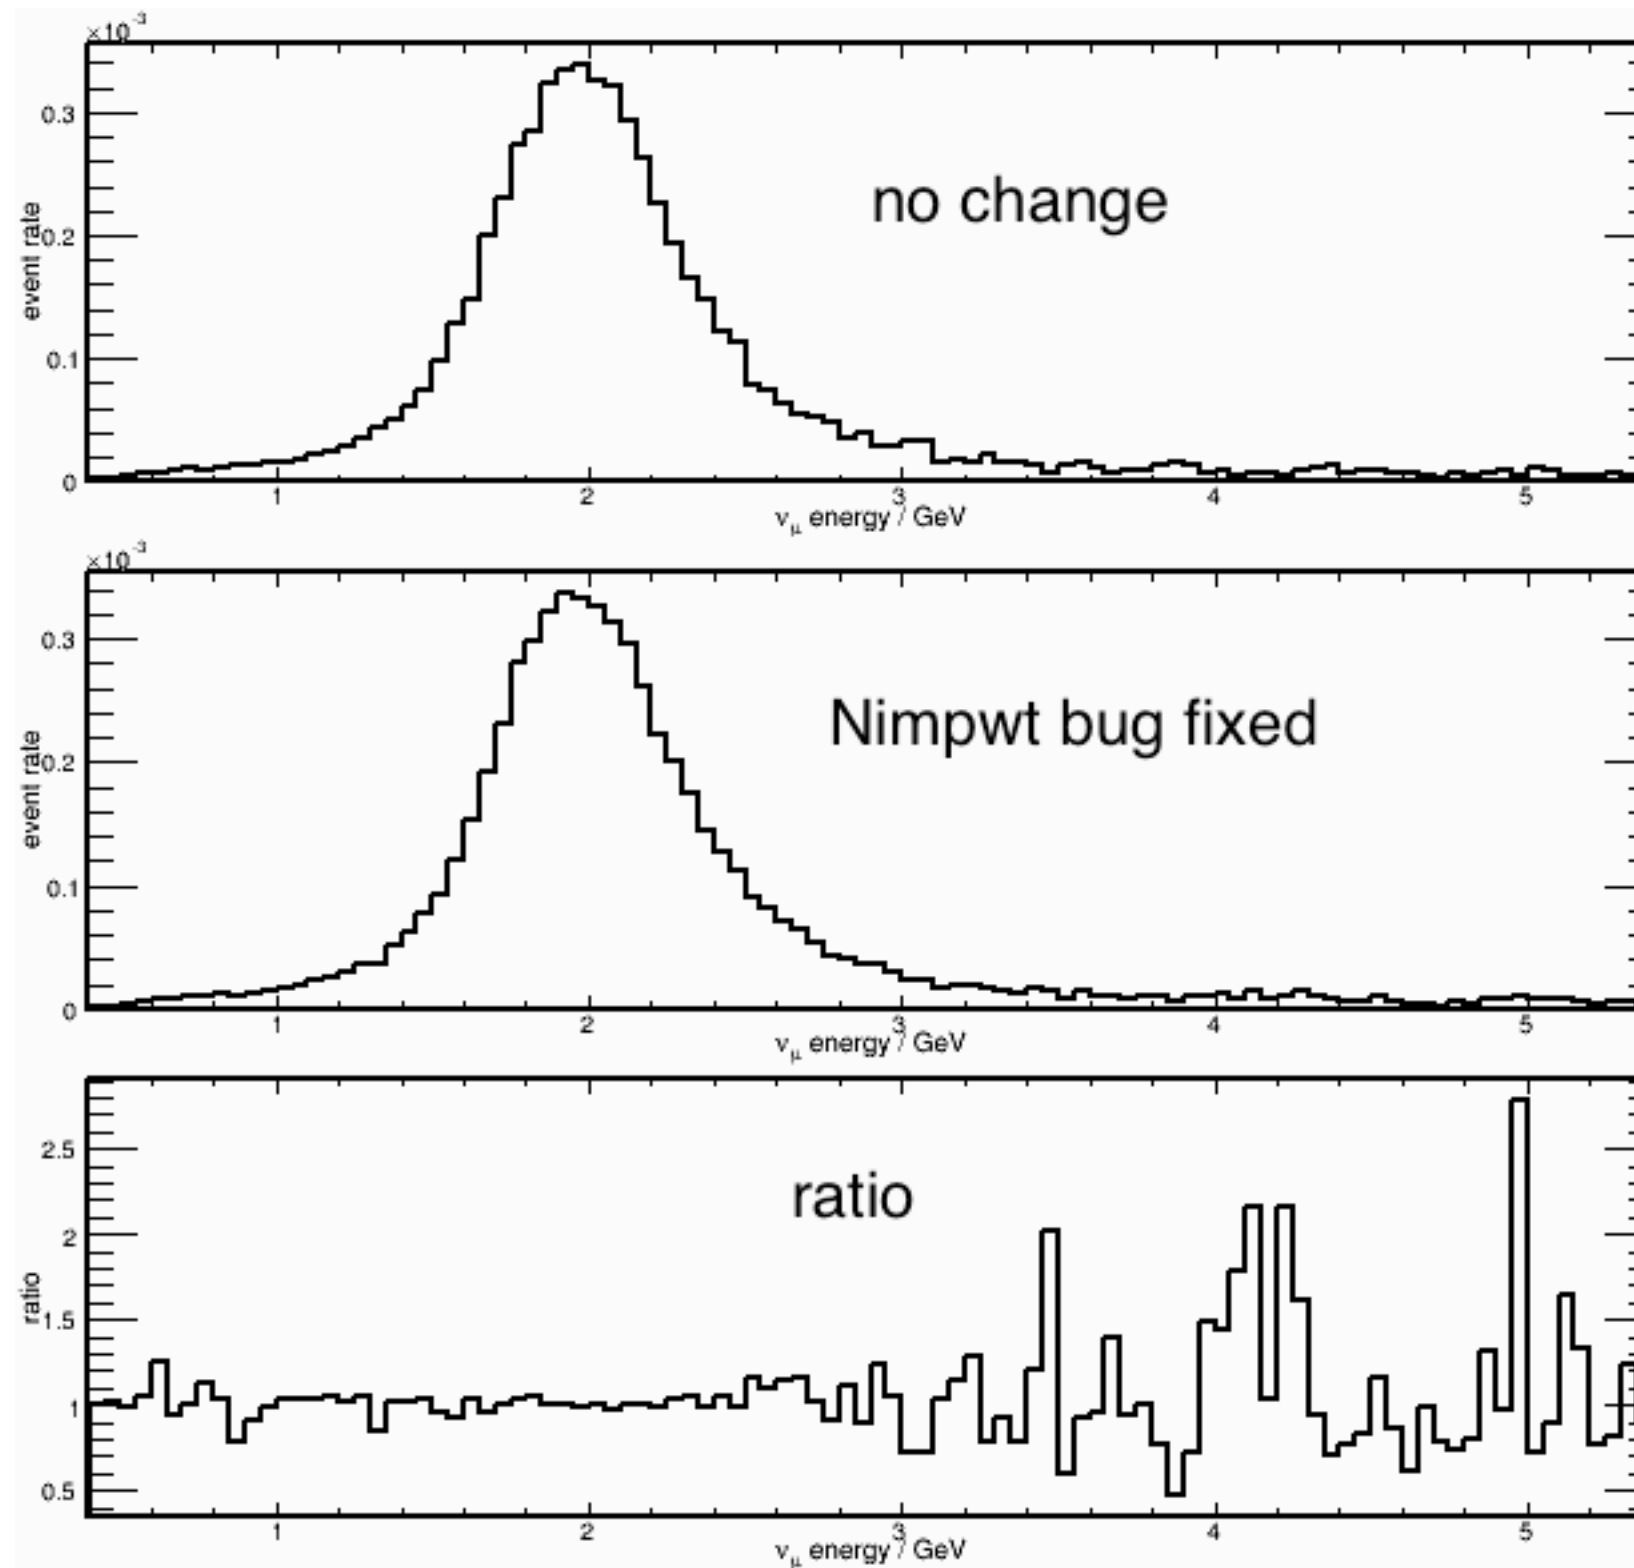 ×10⁻³
0.3
0.2
0.1
0
event rate
no change
1 2 3 4 5
νμ energy / GeV
×10⁻³
0.3
0.2
0.1
0
event rate
Nimpwt bug fixed
1 2 3 4 5
νμ energy / GeV
2.5
2
1.5
1
0.5
ratio
ratio
1 2 3 4 5
νμ energy / GeV